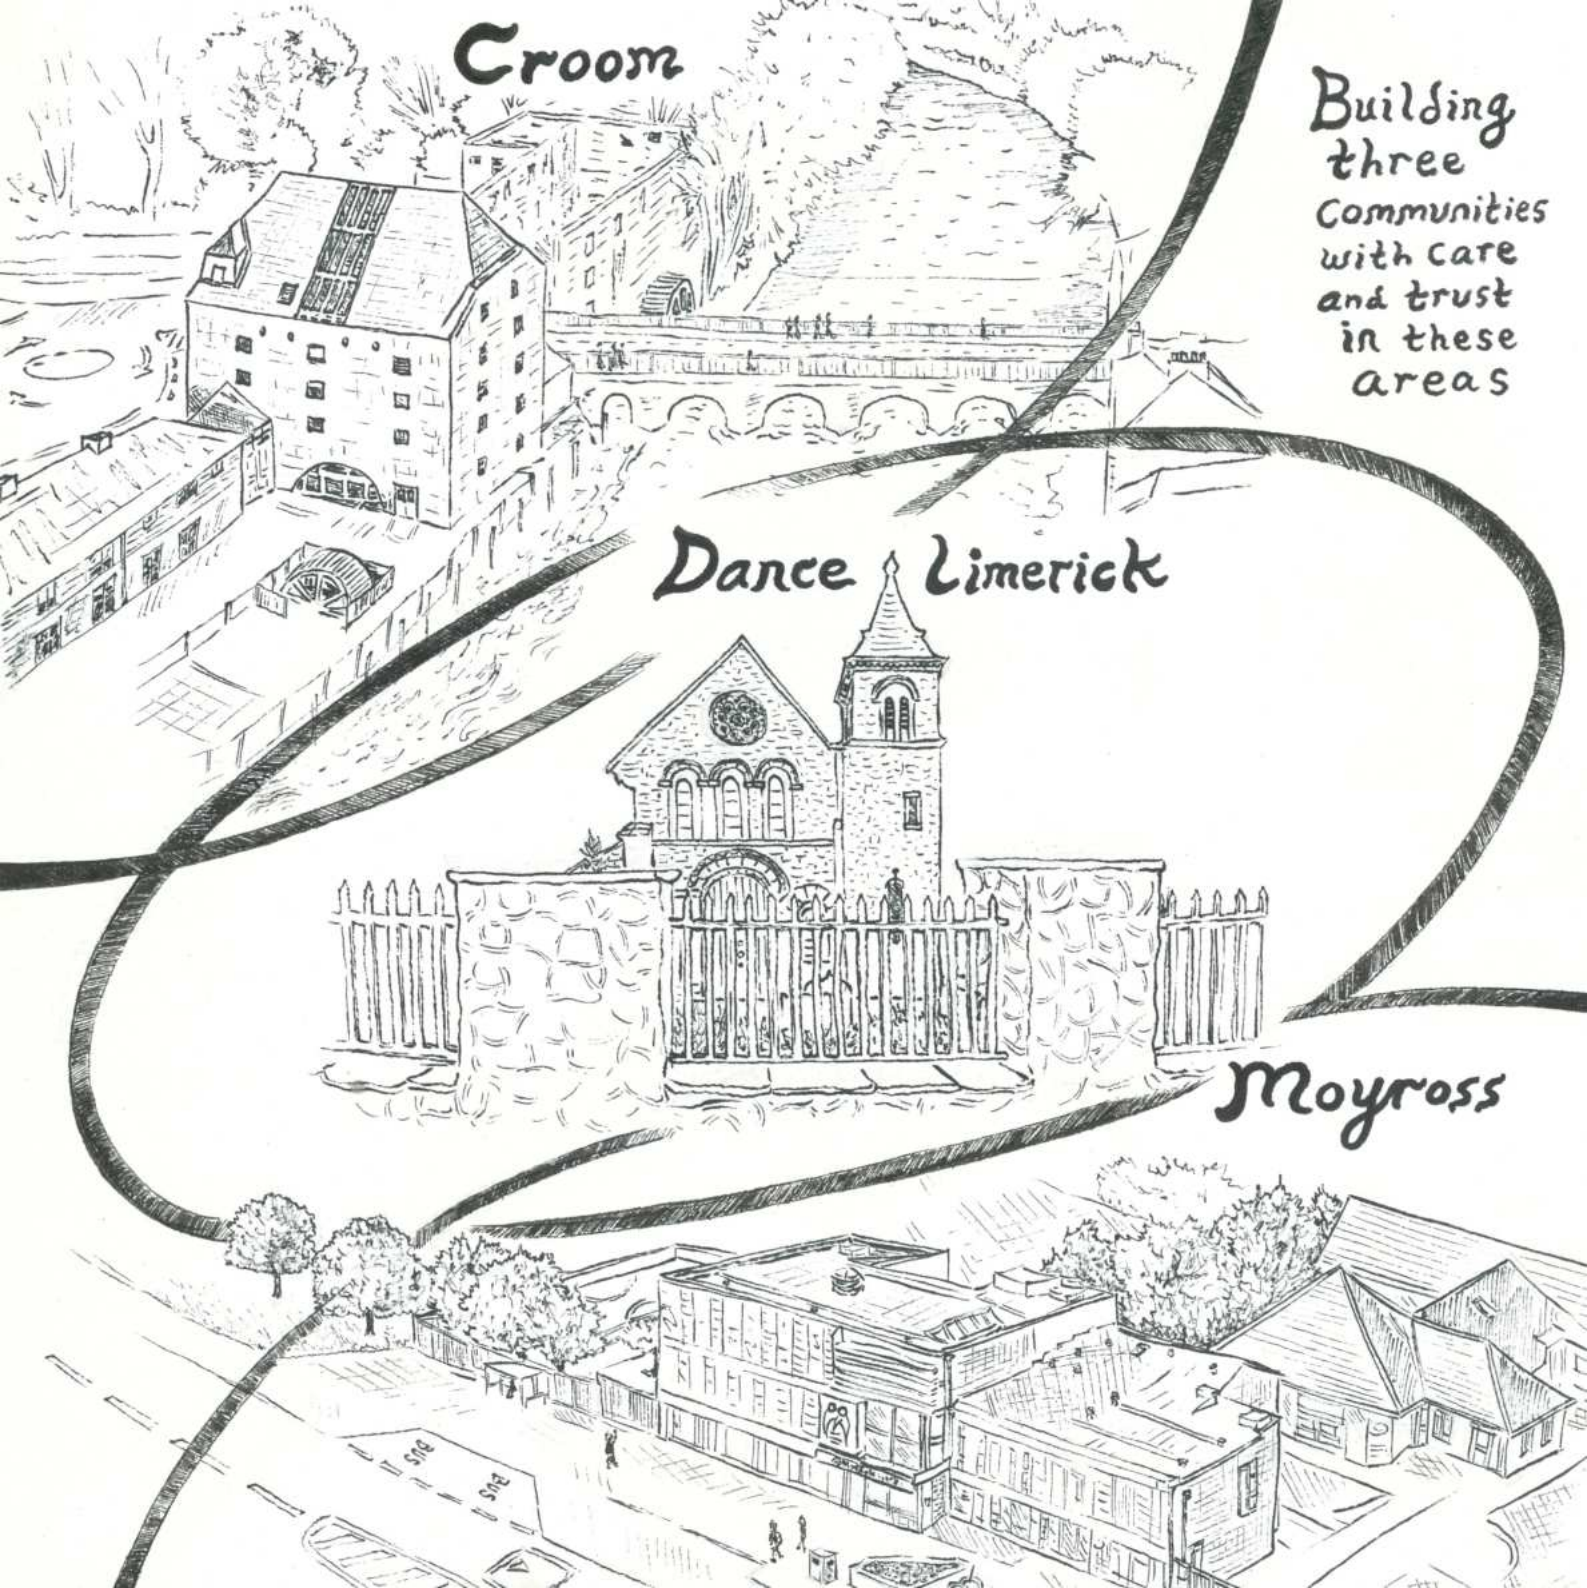 Croom
Building
three
communities
with care
and trust
in these
areas
Dance Limerick
Moyross
BUS
BUS